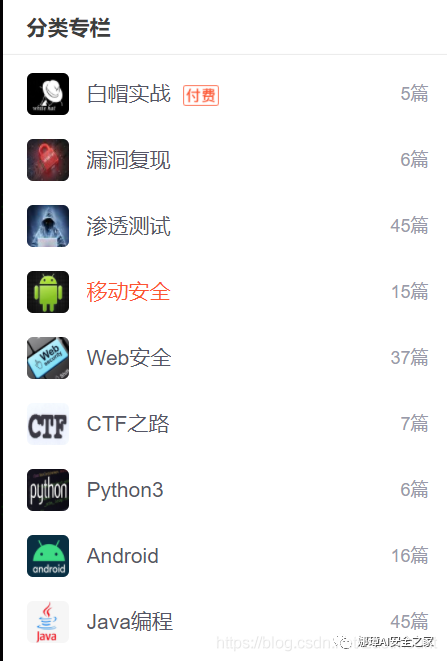 分类专栏
白帽实战 付费 5篇
漏洞复现 6篇
渗透测试 45篇
移动安全 15篇
Web安全 37篇
CTF
CTF之路 7篇
python
Python3 6篇
android
Android 16篇
Java
Java编程 45篇
https://blog.csdn
娜璋AI安全之家